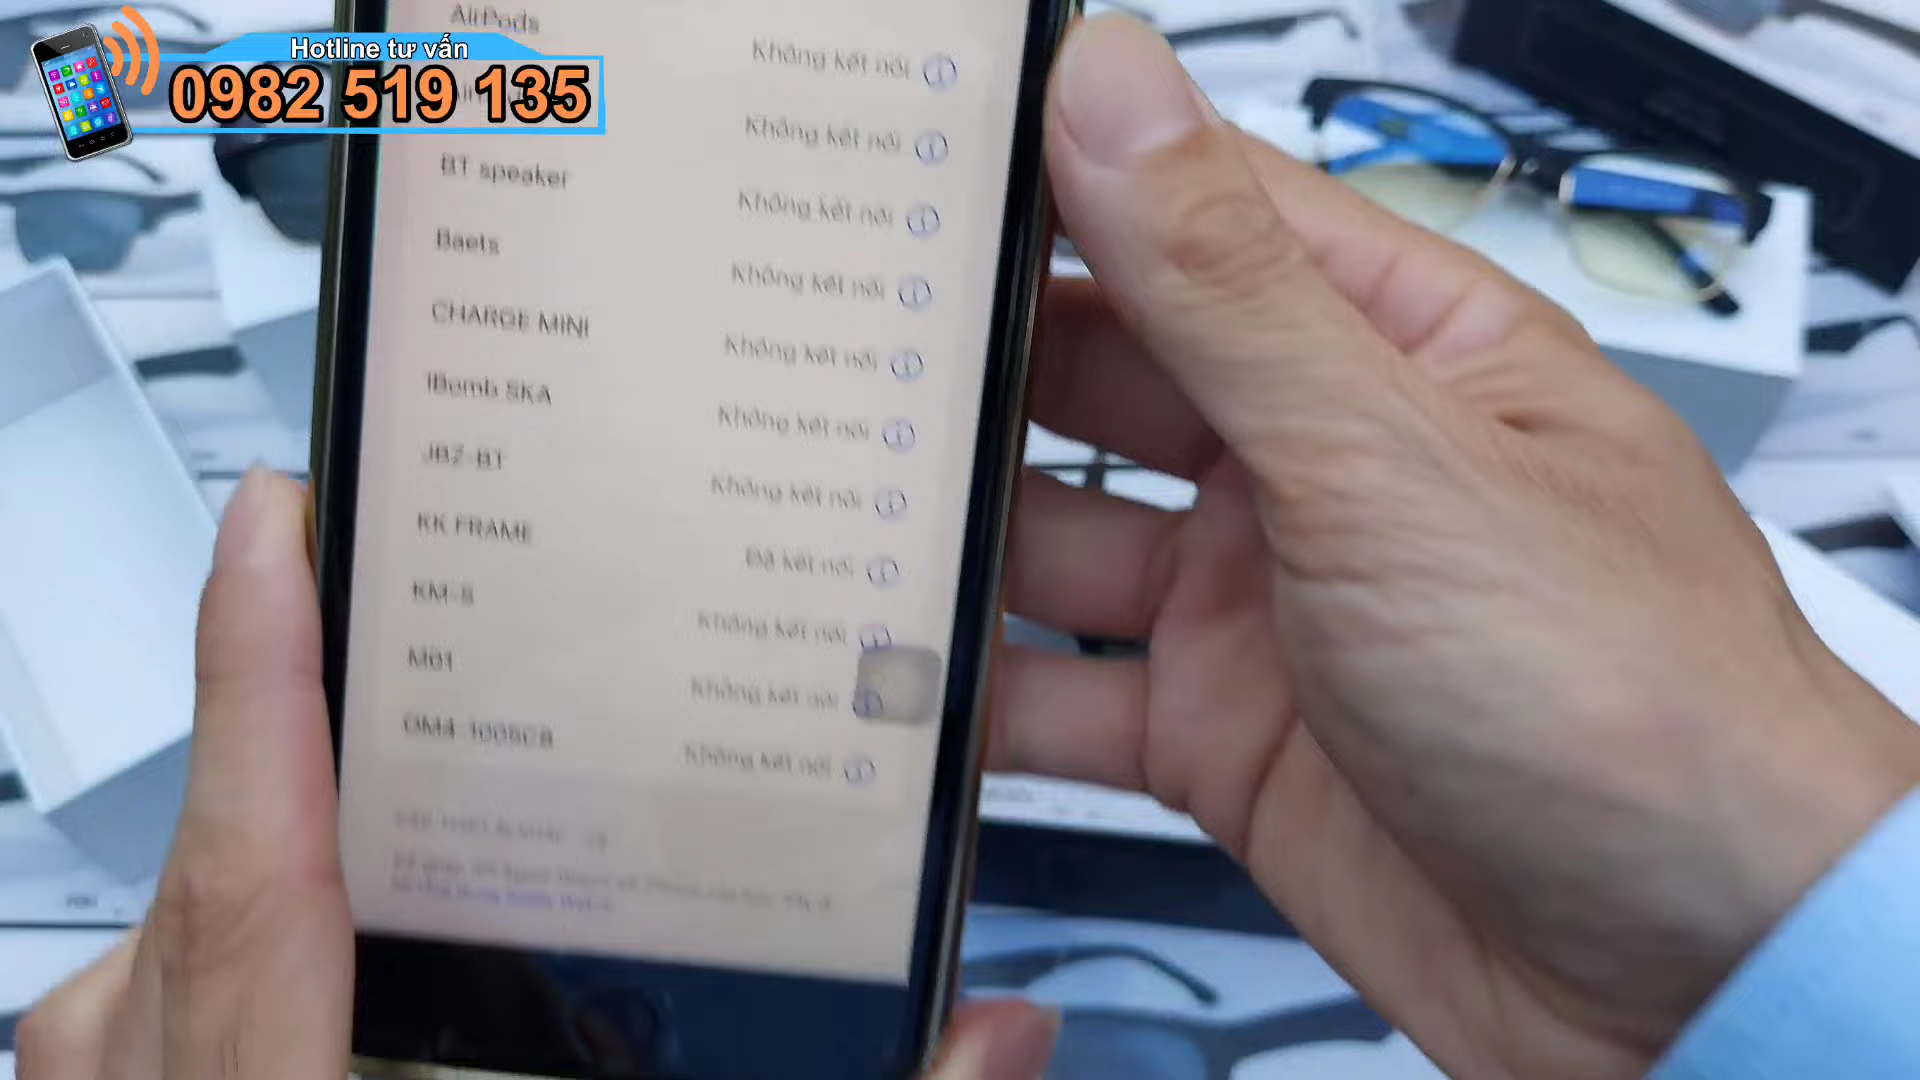 Hotline tư vấn
0982 519 135
AirPods Không kết nối
Không kết nối
BT speaker Không kết nối
Baets Không kết nối
CHARGE MINI Không kết nối
IBomb SKA Không kết nối
JBZ-BT Không kết nối
KK FRAME Đã kết nối
KM-8 Không kết nối
M01 Không kết nối
Không kết nối